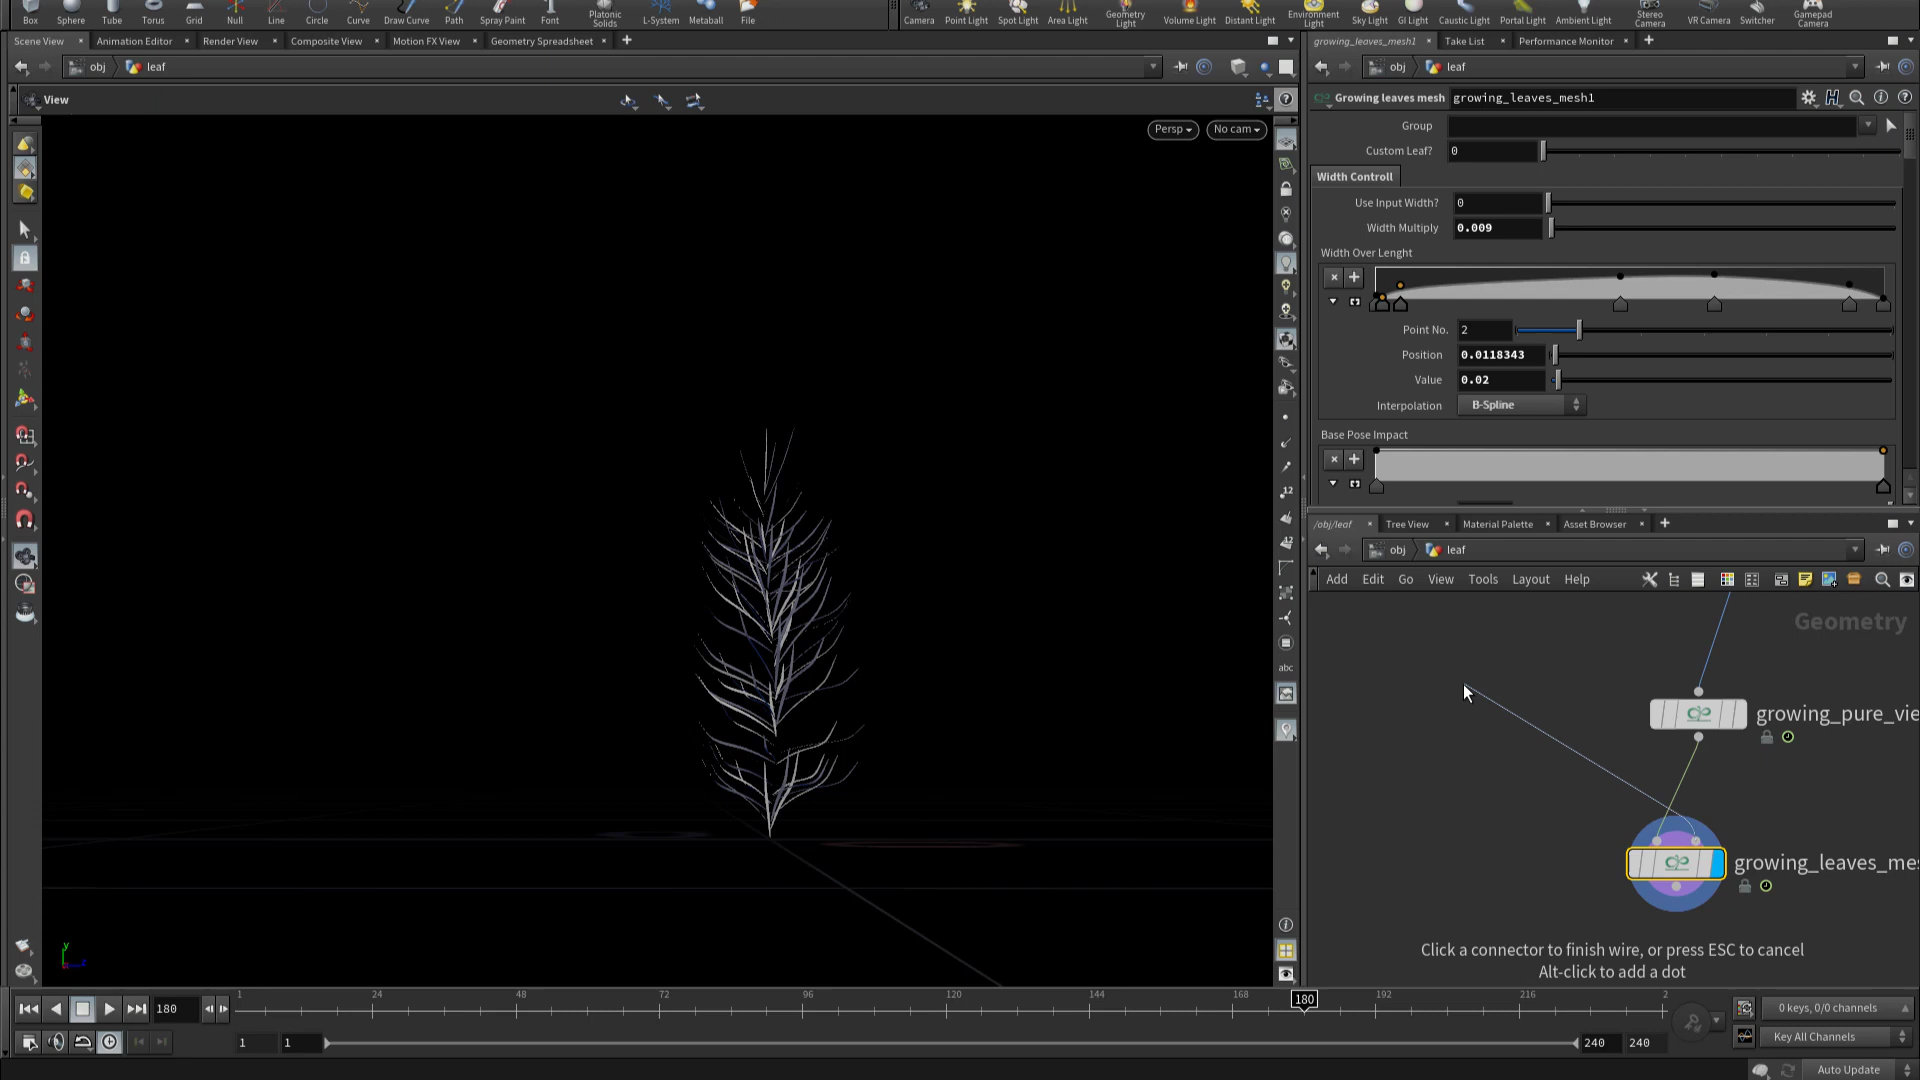 Box Sphere Tube Torus Grid Null Line Circle Curve Draw Curve Path Spray Paint Font Platonic Solids L-System Metaball File
Camera Point Light Spot Light Area Light Geometry Light Volume Light Distant Light Environment Light Sky Light GI Light Caustic Light Portal Light Ambient Light Stereo Camera VR Camera Switcher Gamepad Camera
Scene View Animation Editor Render View Composite View Motion FX View Geometry Spreadsheet
growing_leaves_mesh1 Take List Performance Monitor
obj leaf
obj leaf
View
Growing leaves mesh growing_leaves_mesh1
Persp No cam
Group
Custom Leaf? 0
Width Controll
Use Input Width? 0
Width Multiply 0.009
Width Over Lenght
Point No. 2
Position 0.0118343
Value 0.02
Interpolation B-Spline
Base Pose Impact
/obj/leaf Tree View Material Palette Asset Browser
obj leaf
Add Edit Go View Tools Layout Help
Geometry
growing_pure_vie
growing_leaves_mes
Click a connector to finish wire, or press ESC to cancel
Alt-click to add a dot
12
12
abc
y
z
180
1 24 48 72 96 120 144 168 180 192 216 2
0 keys, 0/0 channels
1 1 240 240
Key All Channels
Auto Update